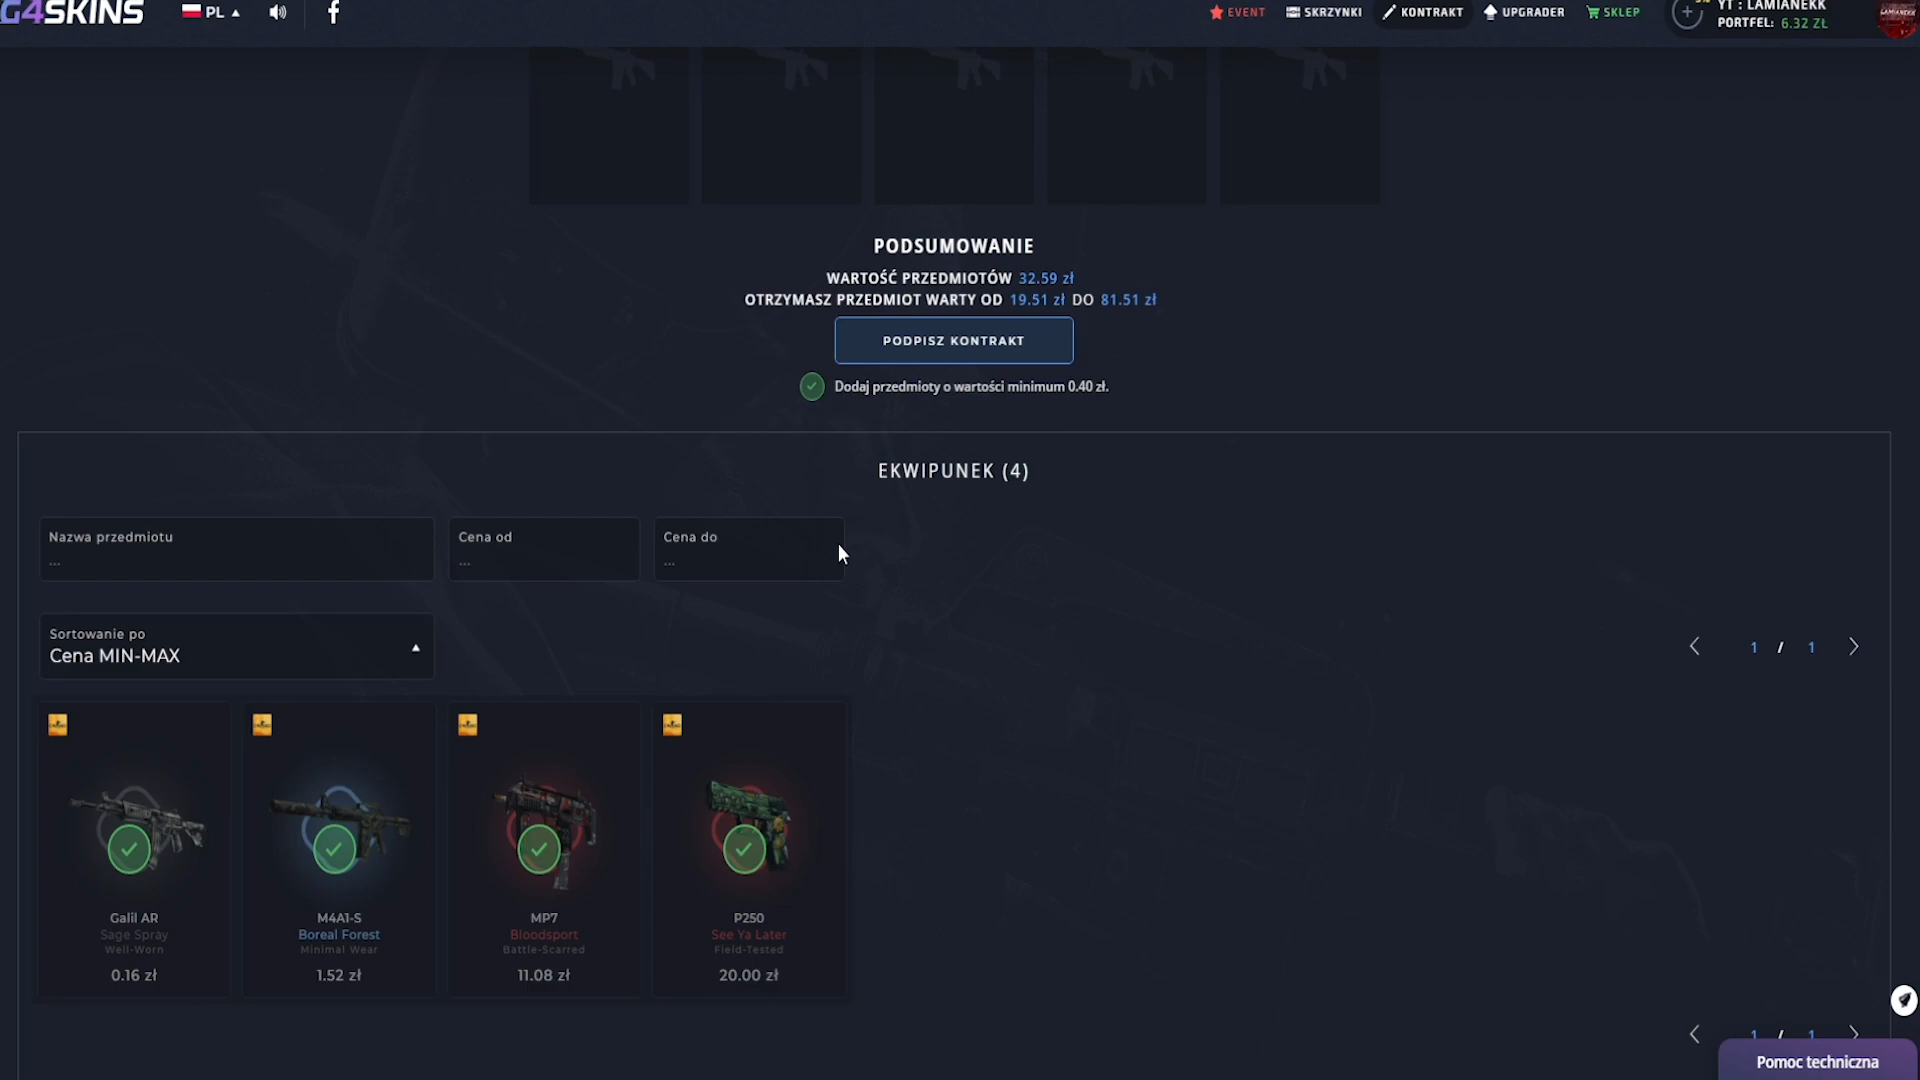 G4SKINS
PL
EVENT
SKRZYNKI
KONTRAKT
UPGRADER
SKLEP
YT : LAMIANEKK
PORTFEL: 6.32 ZŁ
PODSUMOWANIE
WARTOŚĆ PRZEDMIOTÓW 32.59 zł
OTRZYMASZ PRZEDMIOT WARTY OD 19.51 zł DO 81.51 zł
PODPISZ KONTRAKT
Dodaj przedmioty o wartości minimum 0.40 zł.
EKWIPUNEK (4)
Nazwa przedmiotu
...
Cena od
...
Cena do
...
Sortowanie po
Cena MIN-MAX
1 / 1
Galil AR
Sage Spray
Well-Worn
0.16 zł
M4A1-S
Boreal Forest
Minimal Wear
1.52 zł
MP7
Bloodsport
Battle-Scarred
11.08 zł
P250
See Ya Later
Field-Tested
20.00 zł
1 / 1
Pomoc techniczna